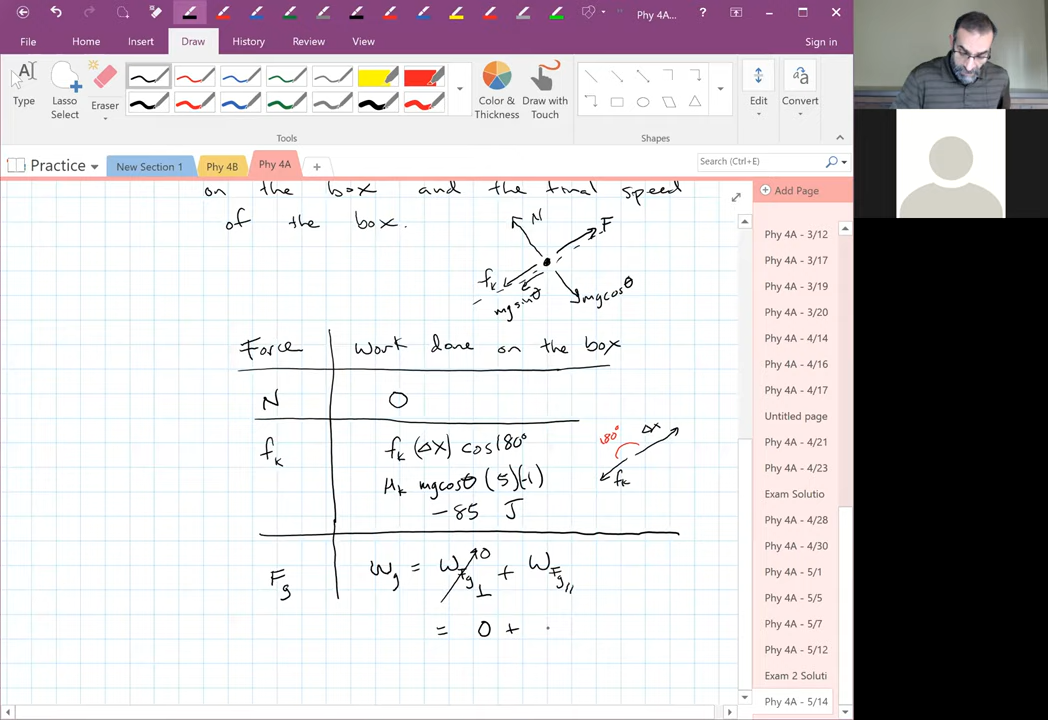 Phy 4A...
File Home Insert Draw History Review View Sign in
Type Lasso Select Eraser Color & Thickness Draw with Touch Edit Convert
Tools Shapes
Practice New Section 1 Phy 4B Phy 4A + Search (Ctrl+E)
Add Page
Phy 4A - 3/12
Phy 4A - 3/17
Phy 4A - 3/19
Phy 4A - 3/20
Phy 4A - 4/14
Phy 4A - 4/16
Phy 4A - 4/17
Untitled page
Phy 4A - 4/21
Phy 4A - 4/23
Exam Solutio
Phy 4A - 4/28
Phy 4A - 4/30
Phy 4A - 5/1
Phy 4A - 5/5
Phy 4A - 5/7
Phy 4A - 5/12
Exam 2 Soluti
Phy 4A - 5/14
on the box and the final speed
of the box.
N F
fk mg sinθ mg cosθ
Force Work done on the box
N 0
fk fk (Δx) cos180°
μk mgcosθ (5)(-1)
-85 J
180° Δx
fk
Fg Wg = WFg⊥ 0 + WFg//
= 0 +